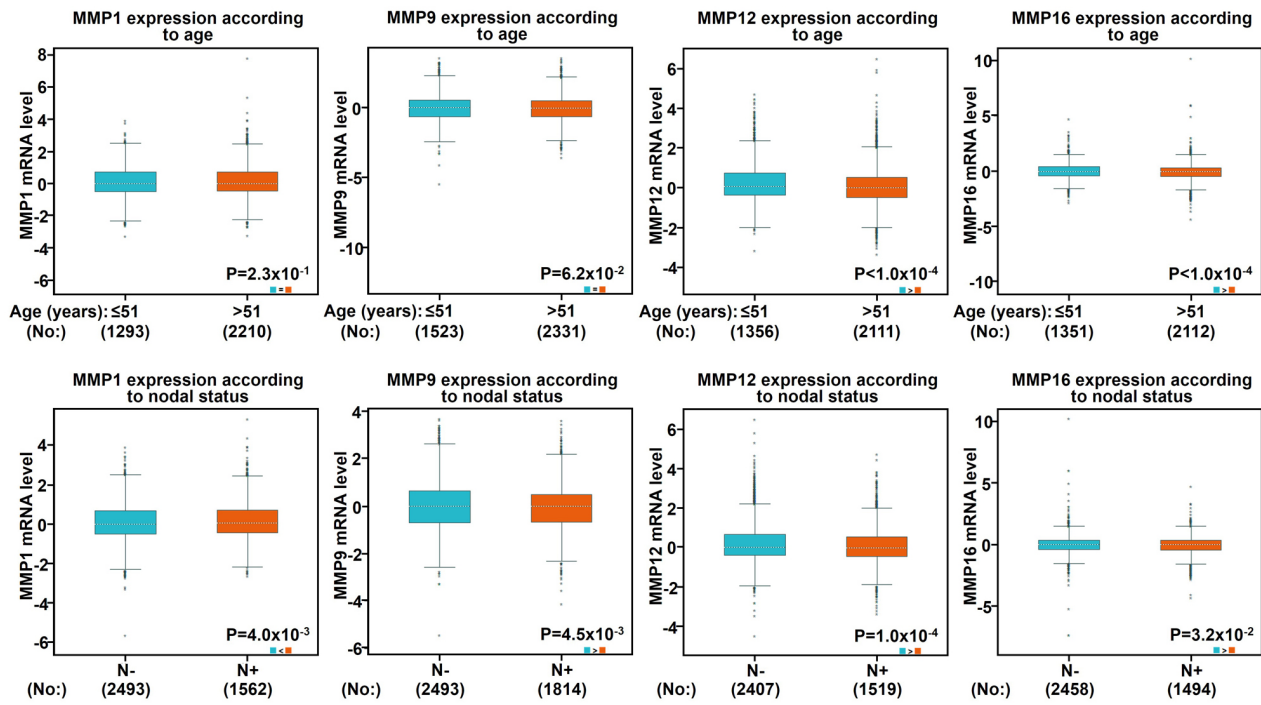 MMP1 expression according
to age
MMP1 mRNA level
8
6
4
2
0
-2
-4
-6
P=2.3x10-1
=
Age (years): ≤51 >51
(No:) (1293) (2210)
MMP9 expression according
to age
MMP9 mRNA level
0
-10
P=6.2x10-2
=
Age (years): ≤51 >51
(No:) (1523) (2331)
MMP12 expression according
to age
MMP12 mRNA level
6
4
2
0
-2
-4
P<1.0x10-4
>
Age (years): ≤51 >51
(No:) (1356) (2111)
MMP16 expression according
to age
MMP16 mRNA level
10
5
0
-5
-10
P<1.0x10-4
>
Age (years): ≤51 >51
(No:) (1351) (2112)
MMP1 expression according
to nodal status
MMP1 mRNA level
4
2
0
-2
-4
-6
P=4.0x10-3
<
N- N+
(No:) (2493) (1562)
MMP9 expression according
to nodal status
MMP9 mRNA level
4
2
0
-2
-4
-6
P=4.5x10-3
>
N- N+
(No:) (2493) (1814)
MMP12 expression according
to nodal status
MMP12 mRNA level
6
4
2
0
-2
-4
P=1.0x10-4
>
N- N+
(No:) (2407) (1519)
MMP16 expression according
to nodal status
MMP16 mRNA level
10
5
0
-5
P=3.2x10-2
>
N- N+
(No:) (2458) (1494)